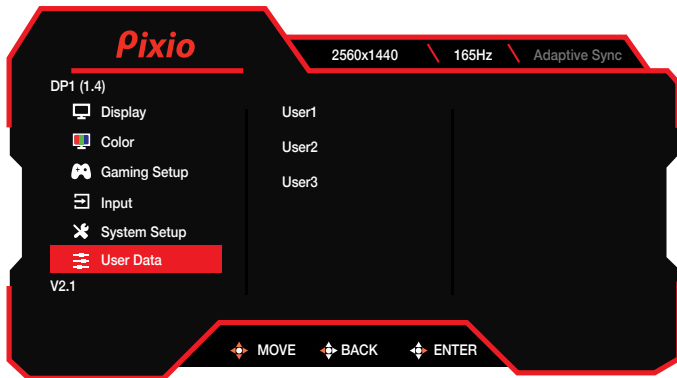 Pixio
2560x1440 165Hz Adaptive Sync
DP1 (1.4)
Display
Color
Gaming Setup
Input
System Setup
User Data
V2.1
User1
User2
User3
MOVE BACK ENTER